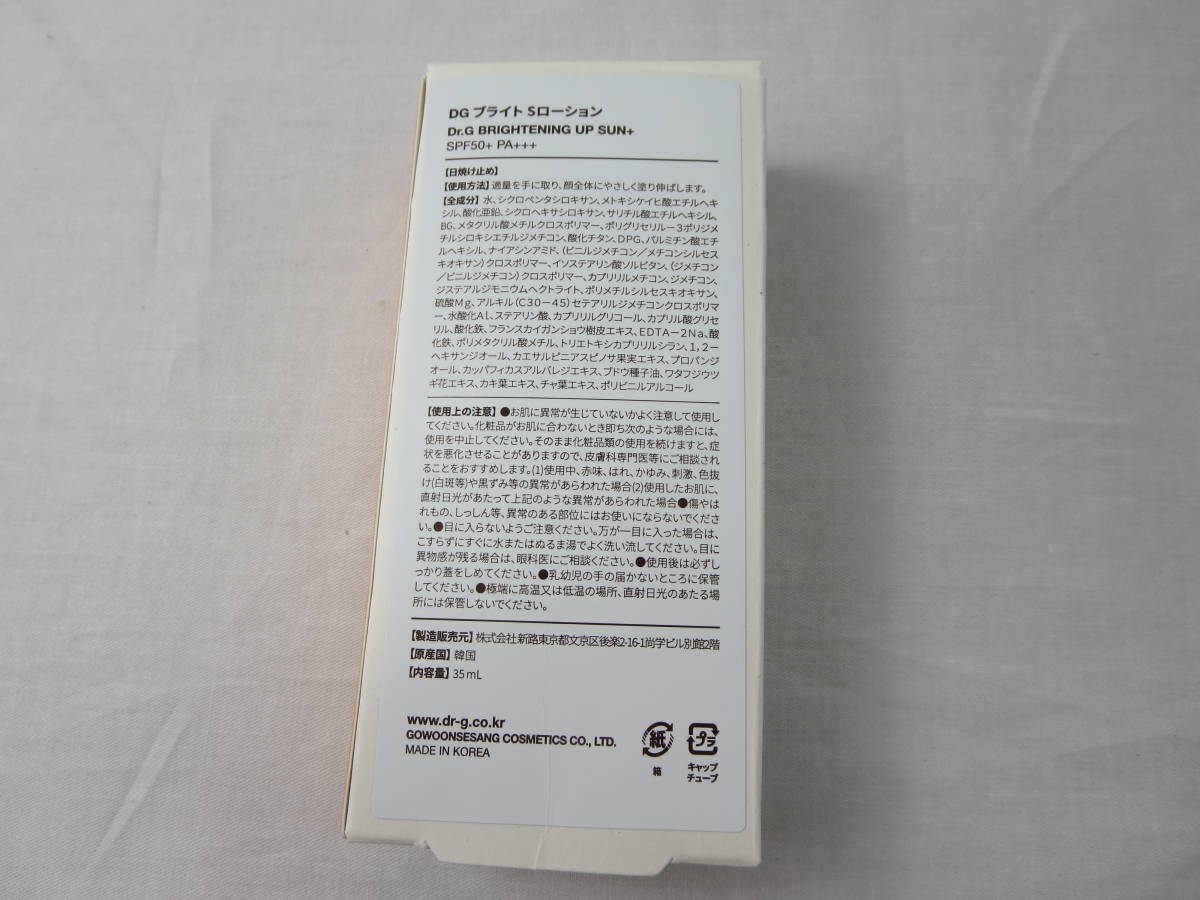 DG ブライト Sローション
Dr.G BRIGHTENING UP SUN+
SPF50+ PA+++
【日焼け止め】
【使用方法】適量を手に取り、顔全体にやさしく塗り伸ばします。
【全成分】水、シクロペンタシロキサン、メトキシケイヒ酸エチルヘキ
シル、酸化亜鉛、シクロヘキサシロキサン、サリチル酸エチルヘキシル、
BG、メタクリル酸メチルクロスポリマー、ポリグリセリル－3ポリジメ
チルシロキシエチルジメチコン、酸化チタン、DPG、パルミチン酸エチ
ルヘキシル、ナイアシンアミド、(ビニルジメチコン／メチコンシルセス
キオキサン)クロスポリマー、イソステアリン酸ソルビタン、(ジメチコン
／ビニルジメチコン)クロスポリマー、カプリリルメチコン、ジメチコン、
ジステアルジモニウムヘクトライト、ポリメチルシルセスキオキサン、
硫酸Mg、アルキル(C30－45)セテアリルジメチコンクロスポリマ
ー、水酸化Al、ステアリン酸、カプリリルグリコール、カプリル酸グリセ
リル、酸化鉄、フランスカイガンショウ樹皮エキス、EDTA－2Na、酸
化鉄、ポリメタクリル酸メチル、トリエトキシカプリリルシラン、1,2－
ヘキサンジオール、カエサルピニアスピノサ果実エキス、プロパンジ
オール、カッパフィカスアルバレジエキス、ブドウ種子油、ワタフジウツ
ギ花エキス、カキ葉エキス、チャ葉エキス、ポリビニルアルコール
【使用上の注意】●お肌に異常が生じていないかよく注意して使用し
てください。化粧品がお肌に合わないとき即ち次のような場合には、
使用を中止してください。そのまま化粧品類の使用を続けますと、症
状を悪化させることがありますので、皮膚科専門医等にご相談され
ることをおすすめします。(1)使用中、赤味、はれ、かゆみ、刺激、色抜
け(白斑等)や黒ずみ等の異常があらわれた場合(2)使用したお肌に、
直射日光があたって上記のような異常があらわれた場合●傷やは
れもの、しっしん等、異常のある部位にはお使いにならないでくださ
い。●目に入らないようご注意ください。万が一目に入った場合は、
こすらずにすぐに水またはぬるま湯でよく洗い流してください。目に
異物感が残る場合は、眼科医にご相談ください。●使用後は必ずし
っかり蓋をしめてください。●乳幼児の手の届かないところに保管
してください。●極端に高温又は低温の場所、直射日光のあたる場
所には保管しないでください。
【製造販売元】株式会社 新路東京都文京区後楽2-16-1尚学ビル別館2階
【原産国】韓国
【内容量】35mL
www.dr-g.co.kr
GOWOONSESANG COSMETICS CO., LTD.
MADE IN KOREA
紙
箱
プラ
キャップ
チューブ